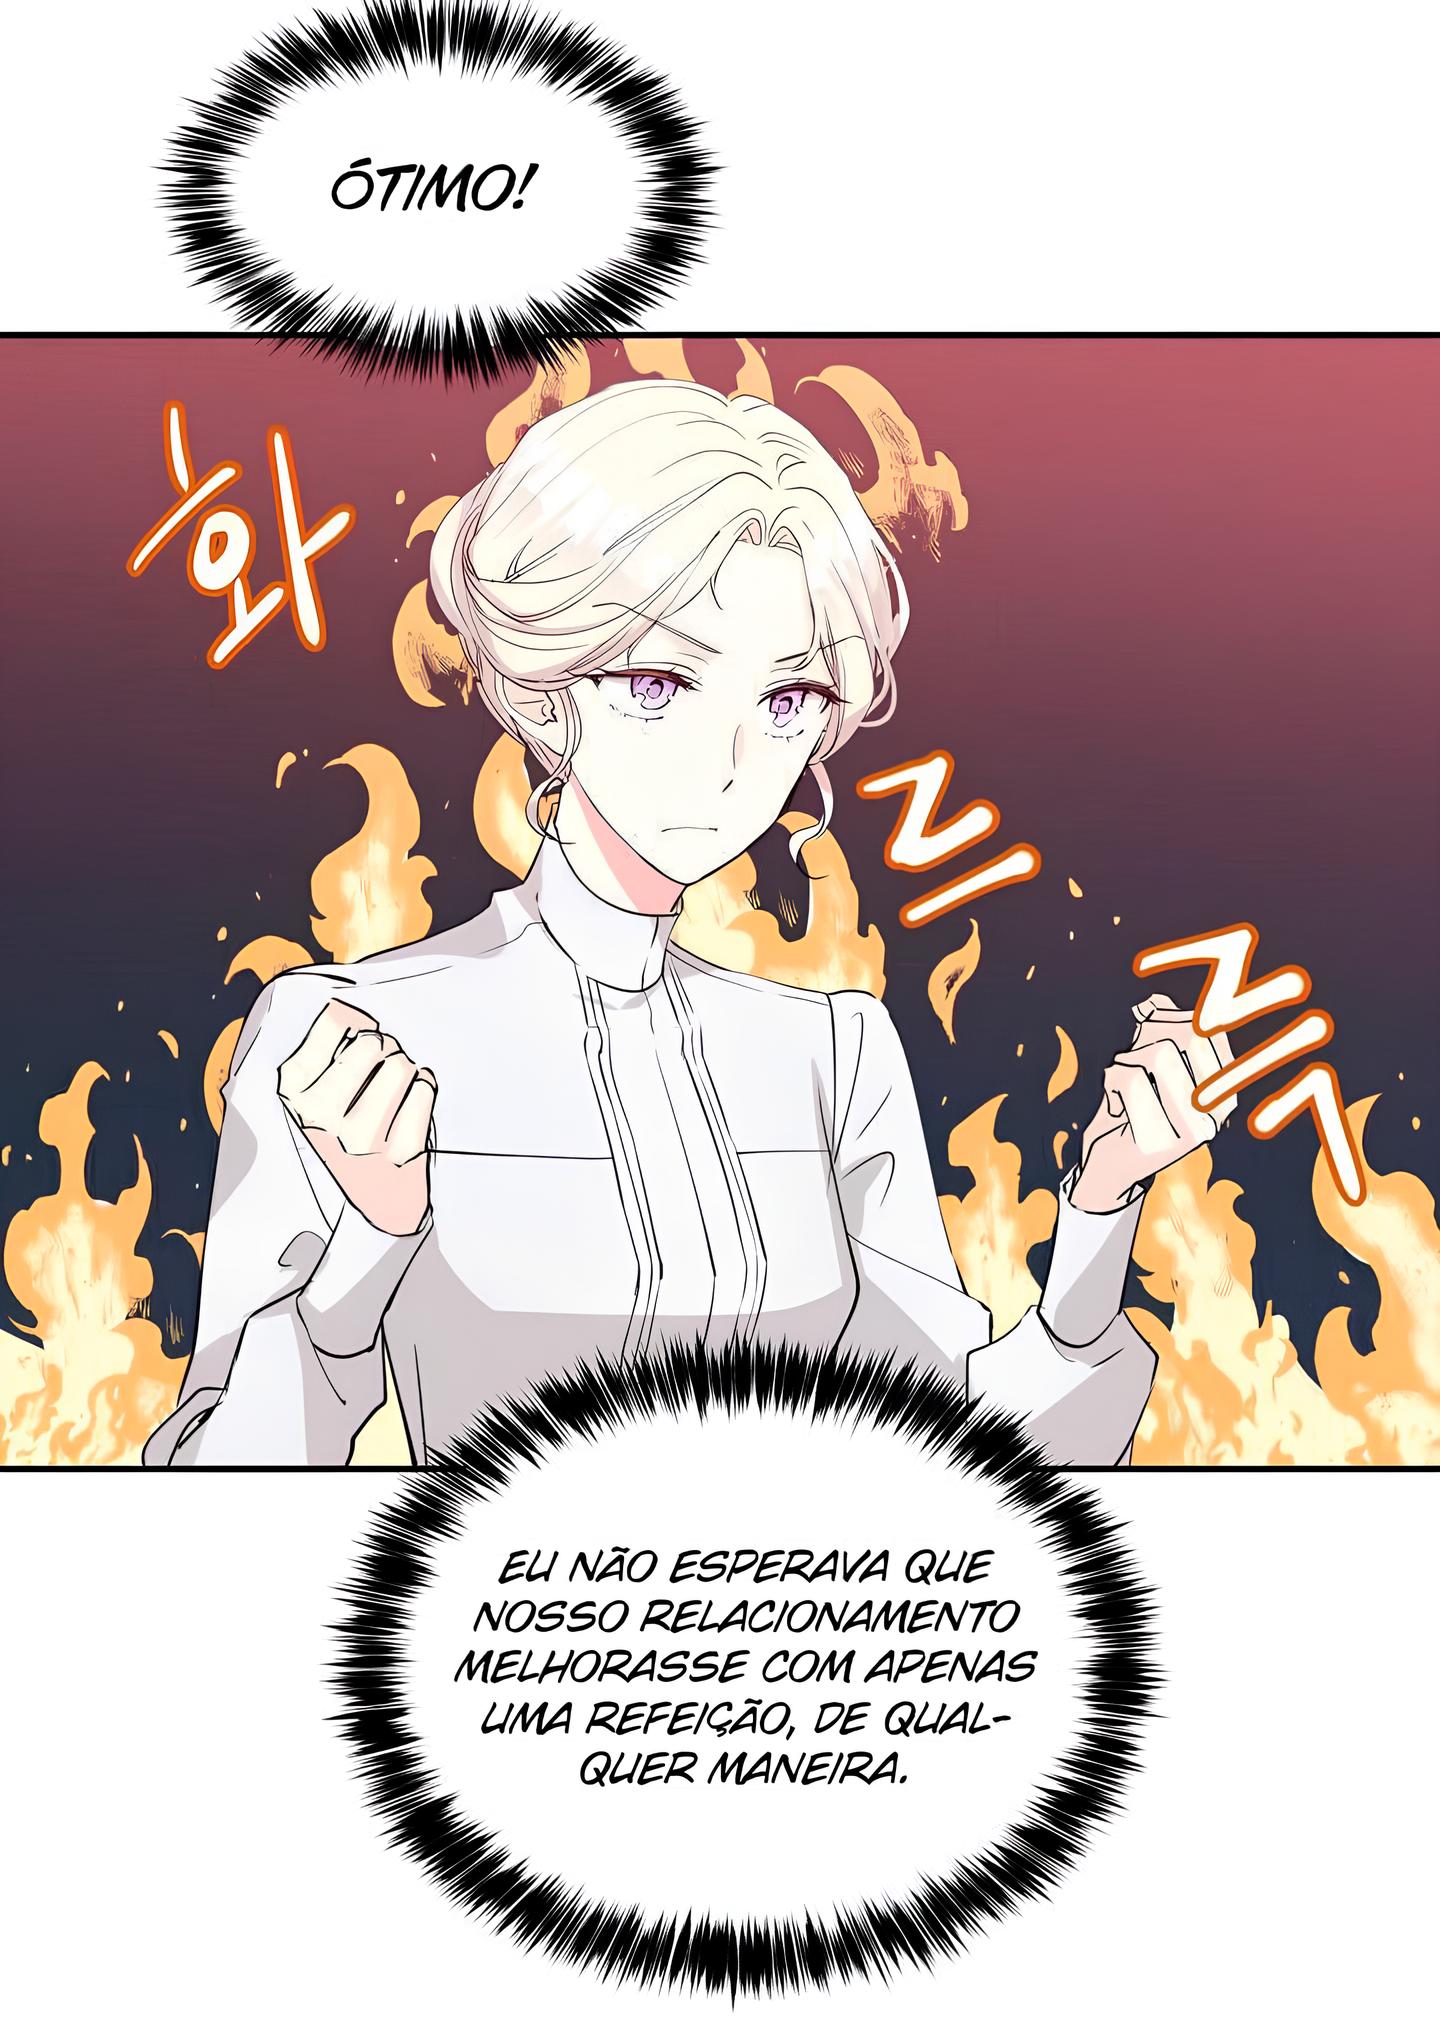 ÓTIMO!
화
르
르
ㄱ
EU NÃO ESPERAVA QUE
NOSSO RELACIONAMENTO
MELHORASSE COM APENAS
UMA REFEIÇÃO, DE QUAL-
QUER MANEIRA.